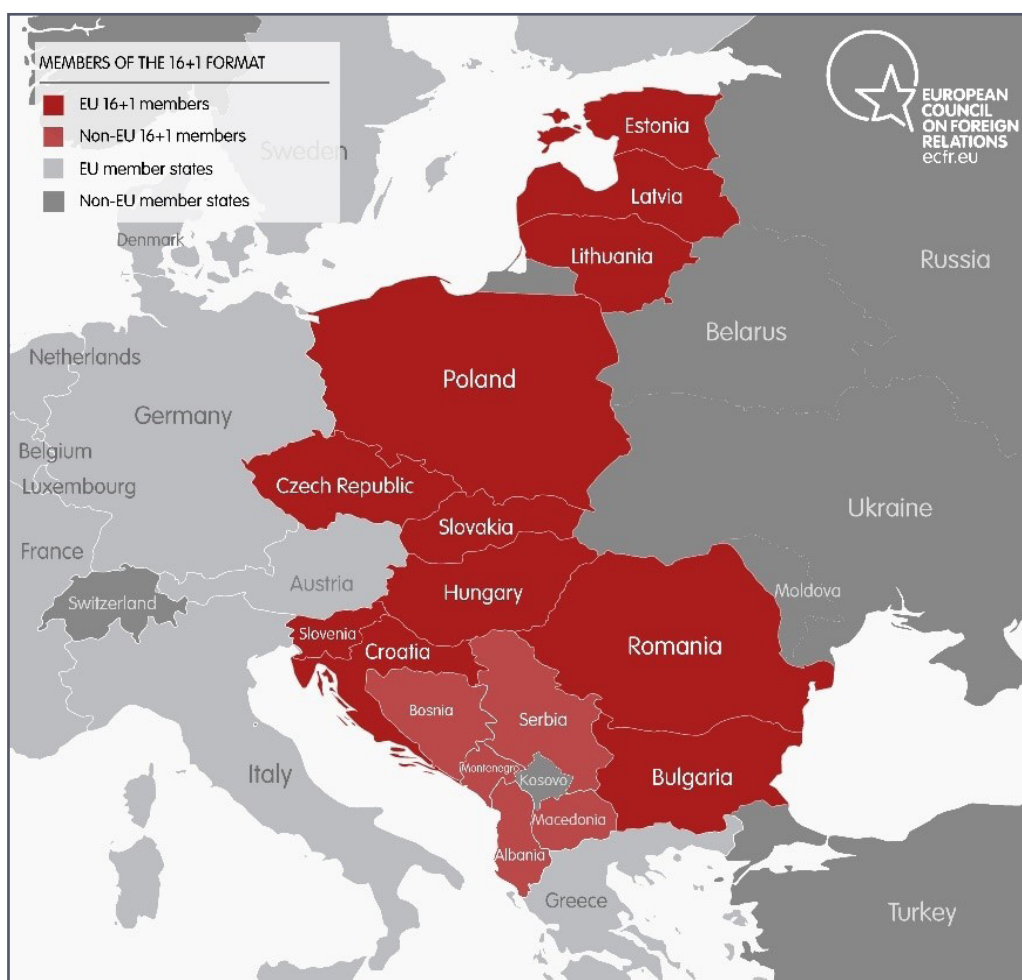 MEMBERS OF THE 16+1 FORMAT
EU 16+1 members
Non-EU 16+1 members
EU member states
Non-EU member states
EUROPEAN
COUNCIL
ON FOREIGN
RELATIONS
ecfr.eu
Sweden
Estonia
Latvia
Denmark
Lithuania
Russia
Belarus
Netherlands
Poland
Germany
Belgium
Luxembourg
Czech Republic
Ukraine
Slovakia
France
Austria
Hungary
Moldova
Switzerland
Slovenia
Croatia
Romania
Bosnia
Serbia
Montenegro
Kosovo
Italy
Bulgaria
Macedonia
Albania
Greece
Turkey